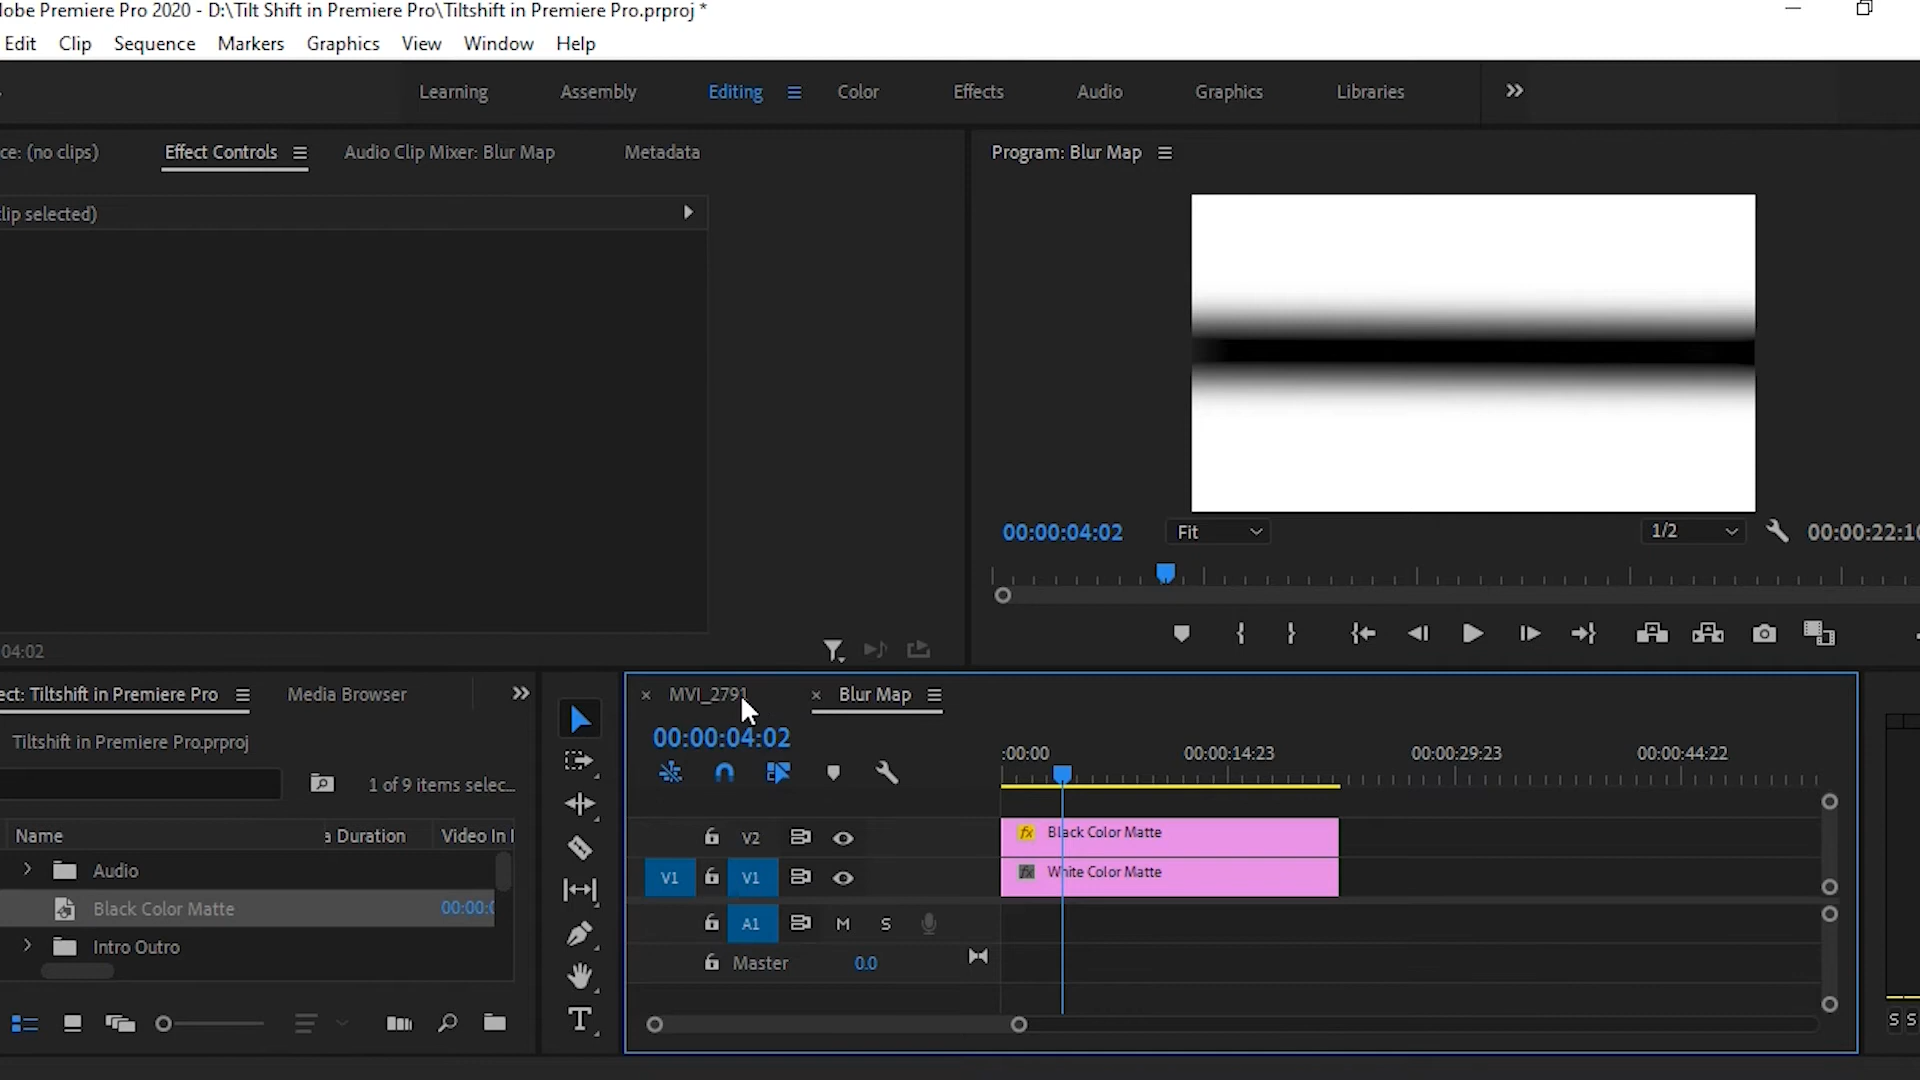 lobe Premiere Pro 2020 - D:\Tilt Shift in Premiere Pro\Tiltshift in Premiere Pro.prproj *
Edit Clip Sequence Markers Graphics View Window Help
Learning Assembly Editing Color Effects Audio Graphics Libraries
ce: (no clips) Effect Controls Audio Clip Mixer: Blur Map Metadata
Program: Blur Map
clip selected)
00:00:04:02 Fit 1/2 00:00:22:10
04:02
ect: Tiltshift in Premiere Pro Media Browser
MVI_2791 Blur Map
Tiltshift in Premiere Pro.prproj
00:00:04:02
:00:00 00:00:14:23 00:00:29:23 00:00:44:22
1 of 9 items selec...
Name a Duration Video In
Audio
Black Color Matte 00:00:0
Intro Outro
V2 Black Color Matte
fx
V1 V1 White Color Matte
fx
A1 M S
Master 0.0
S S